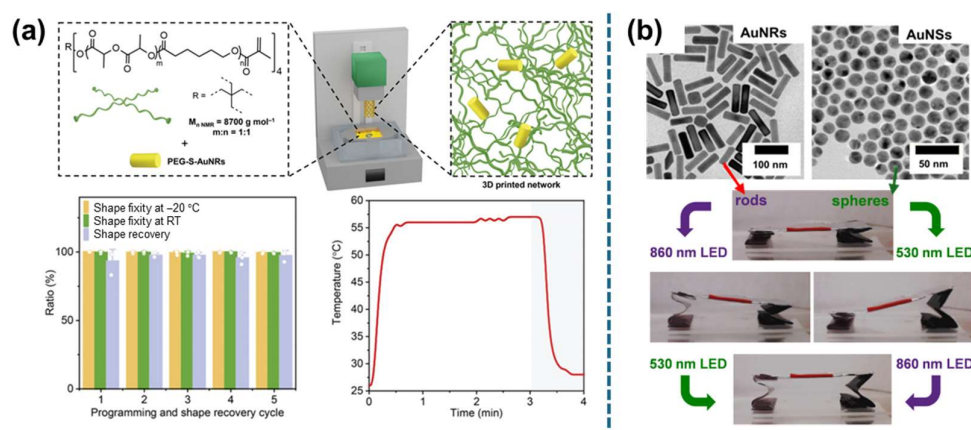 (a)
R
O
O
O
O
O
O
O
m
n
4
R =
Mn NMR = 8700 g mol⁻¹
m:n = 1:1
+
PEG-S-AuNRs
3D printed network
Shape fixity at –20 °C
Shape fixity at RT
Shape recovery
Ratio (%)
100
50
0
1 2 3 4 5
Programming and shape recovery cycle
Temperature (°C)
60
55
50
45
40
35
30
25
0 1 2 3 4
Time (min)
(b)
AuNRs
100 nm
AuNSs
50 nm
rods
spheres
860 nm LED
530 nm LED
530 nm LED
860 nm LED